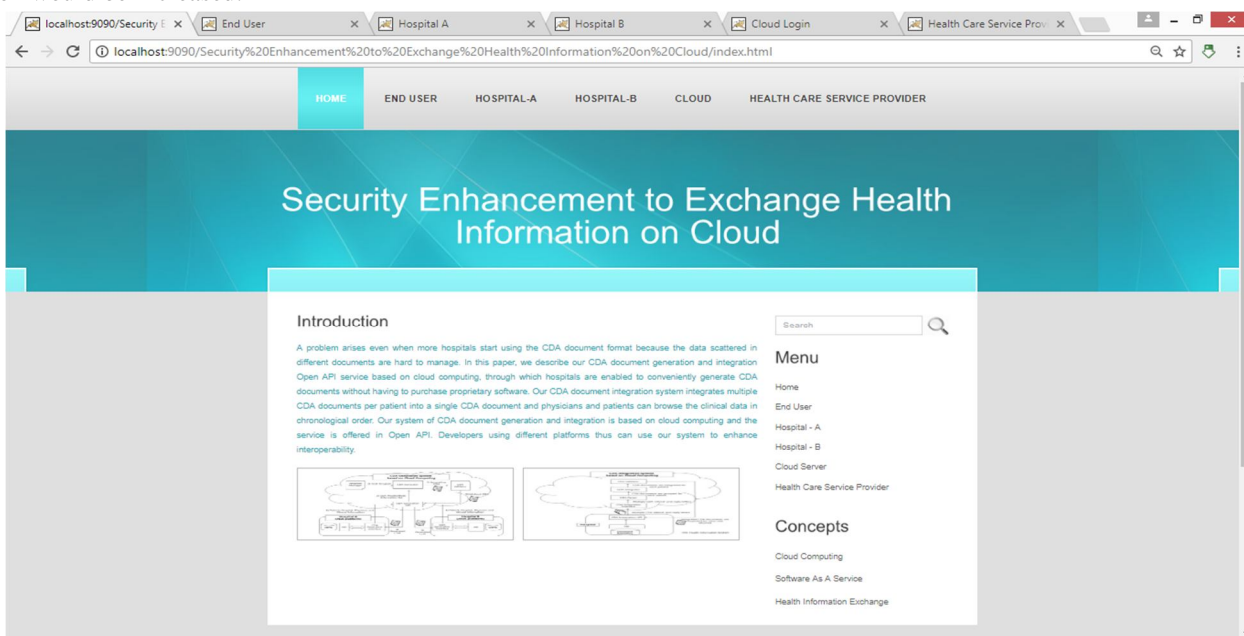 localhost:9090/Security E
End User
Hospital A
Hospital B
Cloud Login
Health Care Service Prov
localhost:9090/Security%20Enhancement%20to%20Exchange%20Health%20Information%20on%20Cloud/index.html
HOME
END USER
HOSPITAL-A
HOSPITAL-B
CLOUD
HEALTH CARE SERVICE PROVIDER
Security Enhancement to Exchange Health
Information on Cloud
Introduction
A problem arises even when more hospitals start using the CDA document format because the data scattered in
different documents are hard to manage. In this paper, we describe our CDA document generation and integration
Open API service based on cloud computing, through which hospitals are enabled to conveniently generate CDA
documents without having to purchase proprietary software. Our CDA document integration system integrates multiple
CDA documents per patient into a single CDA document and physicians and patients can browse the clinical data in
chronological order. Our system of CDA document generation and integration is based on cloud computing and the
service is offered in Open API. Developers using different platforms thus can use our system to enhance
interoperability.
Search
Menu
Home
End User
Hospital - A
Hospital - B
Cloud Server
Health Care Service Provider
Concepts
Cloud Computing
Software As A Service
Health Information Exchange